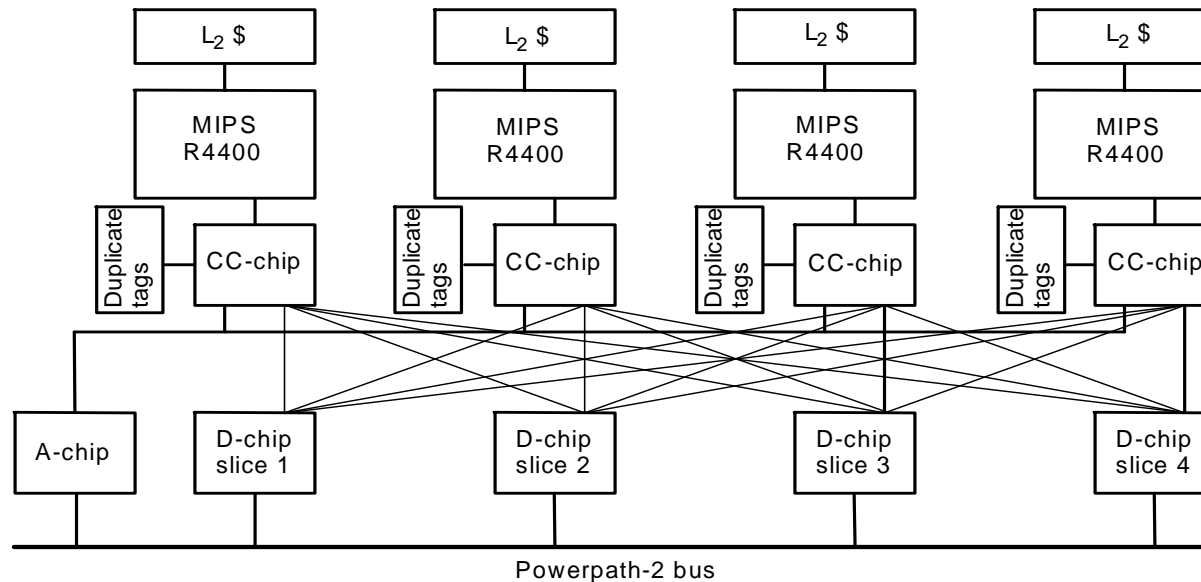 L2 $
L2 $
L2 $
L2 $
MIPS
R4400
MIPS
R4400
MIPS
R4400
MIPS
R4400
Duplicate
tags
CC-chip
Duplicate
tags
CC-chip
Duplicate
tags
CC-chip
Duplicate
tags
CC-chip
A-chip
D-chip
slice 1
D-chip
slice 2
D-chip
slice 3
D-chip
slice 4
Powerpath-2 bus